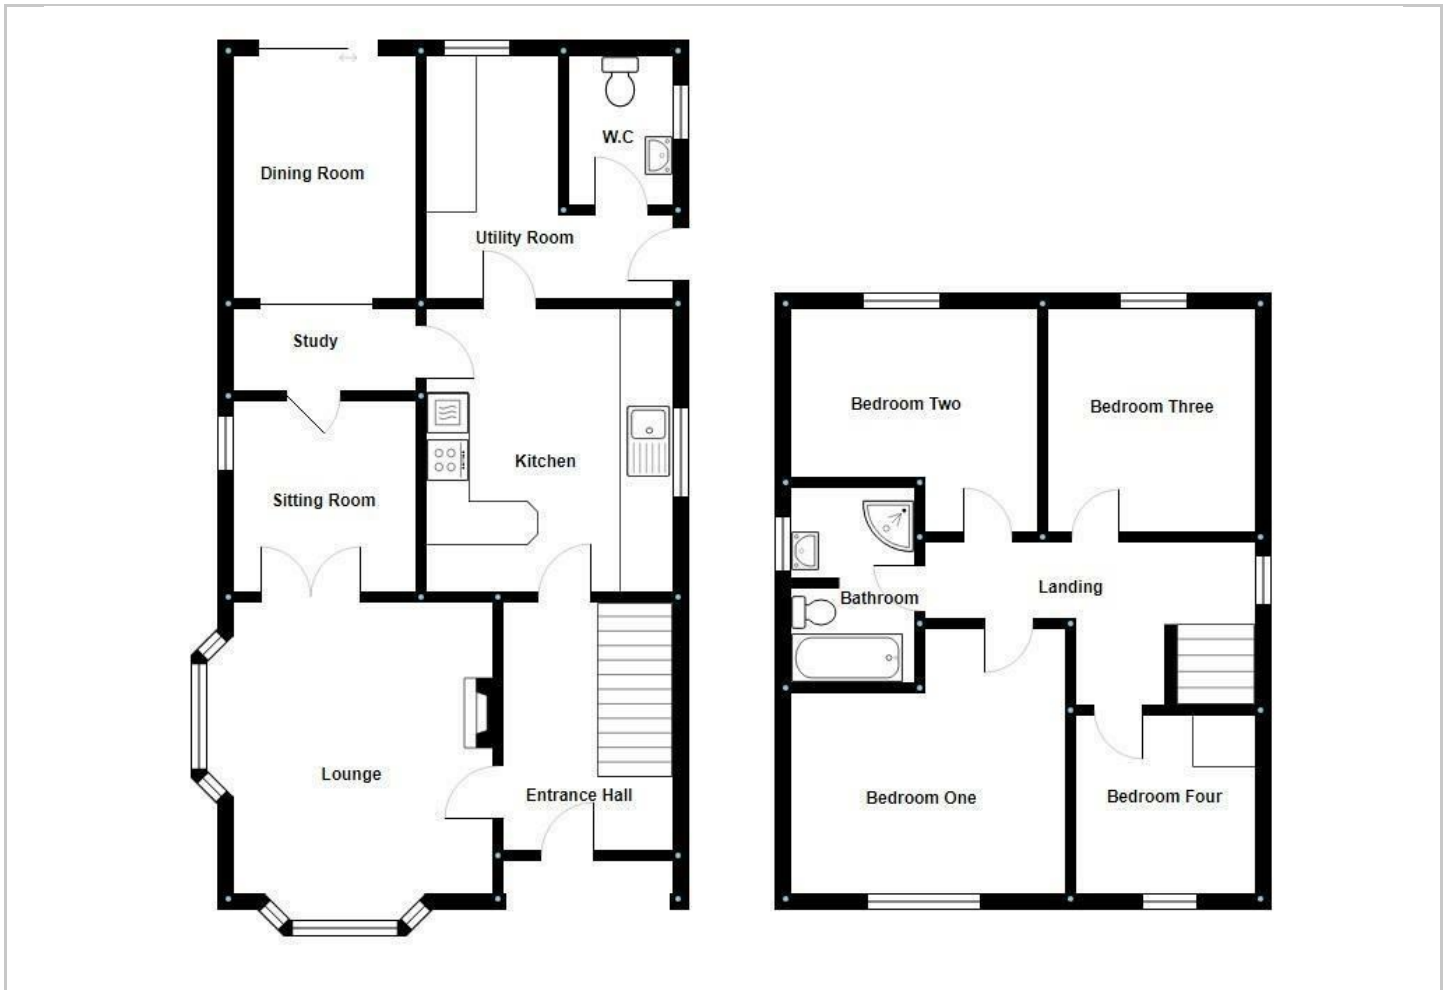 Dining Room
W.C
Utility Room
Study
Kitchen
Sitting Room
Lounge
Entrance Hall
Bedroom Two
Bedroom Three
Bathroom
Landing
Bedroom One
Bedroom Four